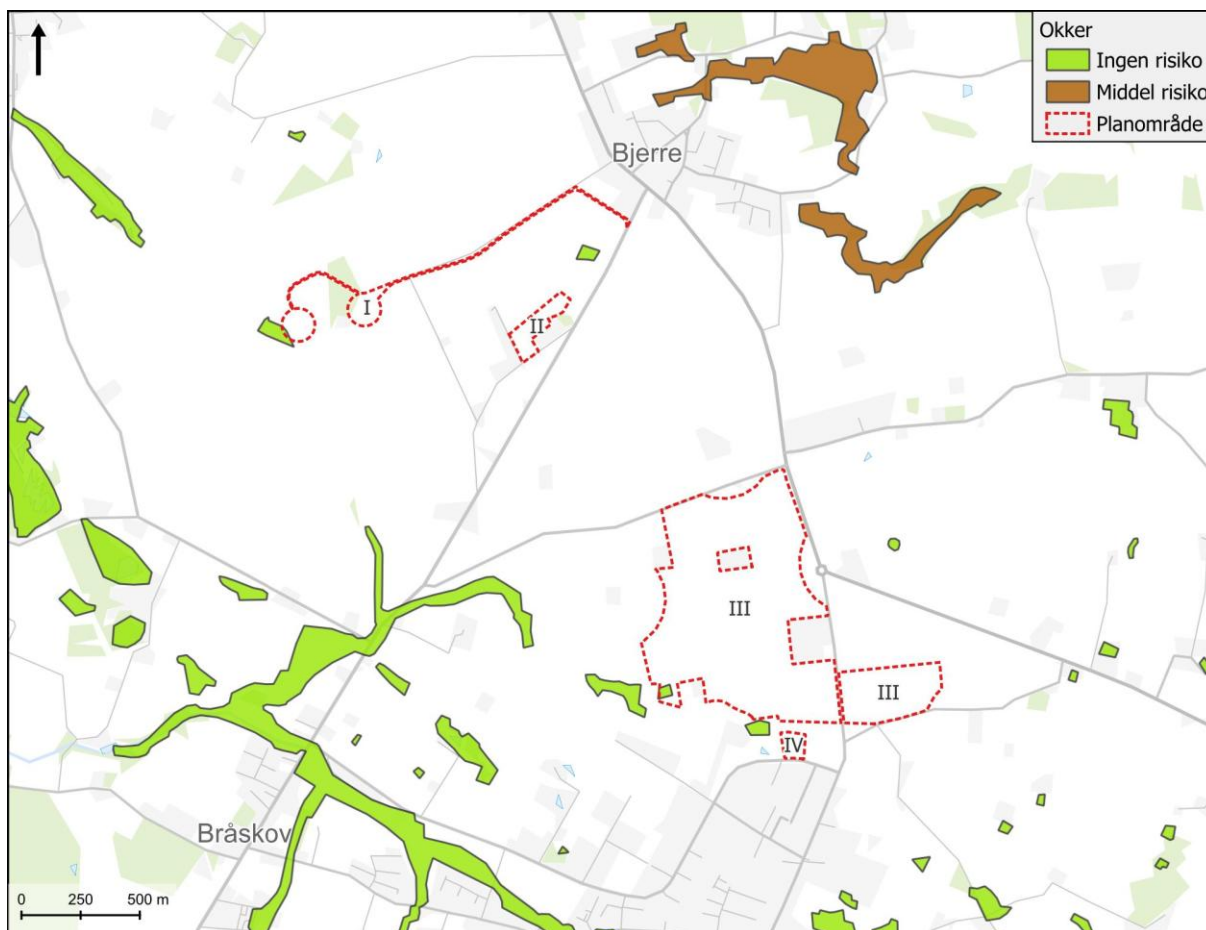 Okker
Ingen risiko
Middel risiko
Planområde
Bjerre
I
II
III
III
IV
Bråskov
0 250 500 m